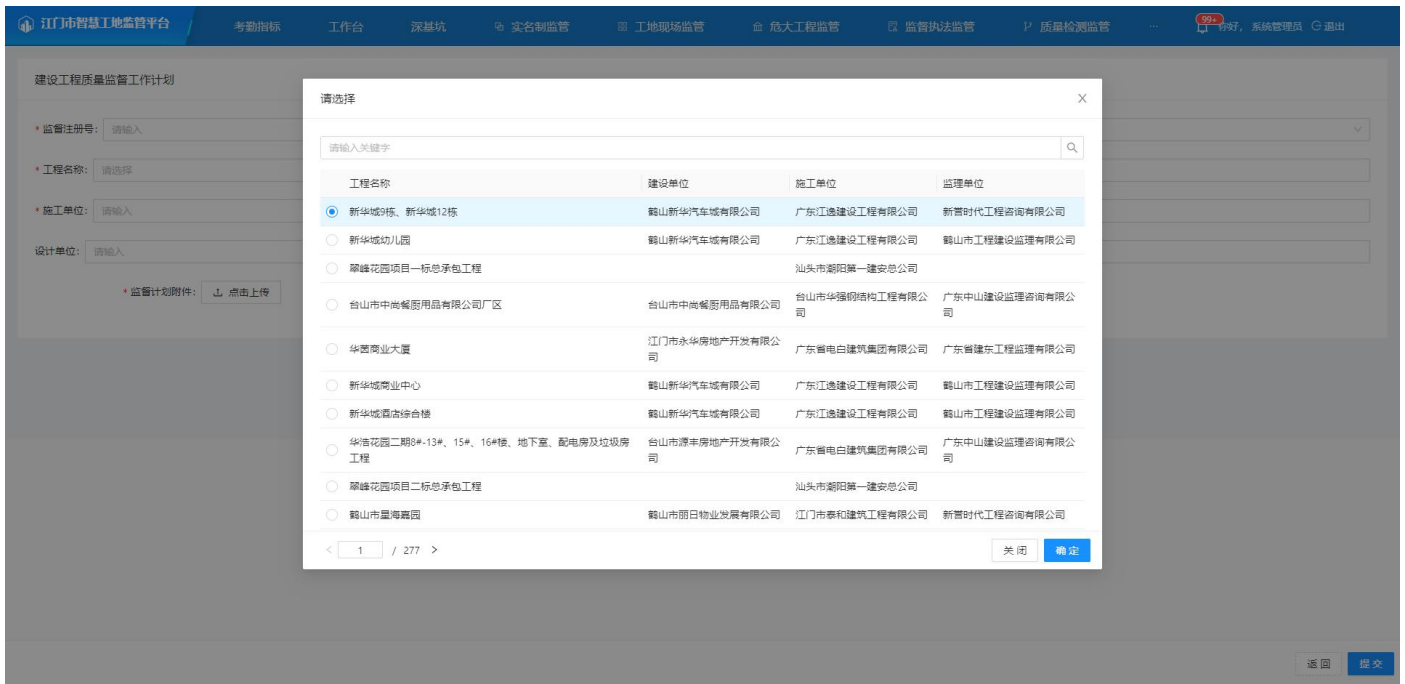 江门市智慧工地监管平台 考勤指标 工作台 深基坑 实名制监管 工地现场监管 危大工程监管 监督执法监管 质量检测监管 ... 99+ 你好，系统管理员 退出
建设工程质量监督工作计划
请选择
* 监督注册号： 请输入
请输入关键字
* 工程名称： 请选择
工程名称 建设单位 施工单位 监理单位
* 施工单位： 请输入
新华城9栋、新华城12栋 鹤山新华汽车城有限公司 广东江逸建设工程有限公司 新誉时代工程咨询有限公司
新华城幼儿园 鹤山新华汽车城有限公司 广东江逸建设工程有限公司 鹤山市工程建设监理有限公司
设计单位： 请输入
翠峰花园项目一标总承包工程 汕头市潮阳第一建安总公司
* 监督计划附件： 点击上传
台山市中尚餐厨用品有限公司厂区 台山市中尚餐厨用品有限公司 台山市华强钢结构工程有限公 广东中山建设监理咨询有限公
司 司
华茵商业大厦 江门市永华房地产开发有限公 广东省电白建筑集团有限公司 广东省建东工程监理有限公司
司
新华城商业中心 鹤山新华汽车城有限公司 广东江逸建设工程有限公司 鹤山市工程建设监理有限公司
新华城酒店综合楼 鹤山新华汽车城有限公司 广东江逸建设工程有限公司 鹤山市工程建设监理有限公司
华浩花园二期8#-13#、15#、16#楼、地下室、配电房及垃圾房 台山市源丰房地产开发有限公 广东省电白建筑集团有限公司 广东中山建设监理咨询有限公
工程 司 司
翠峰花园项目二标总承包工程 汕头市潮阳第一建安总公司
鹤山市星海嘉园 鹤山市丽日物业发展有限公司 江门市泰和建筑工程有限公司 新誉时代工程咨询有限公司
< 1 / 277 > 关闭 确定
返回 提交